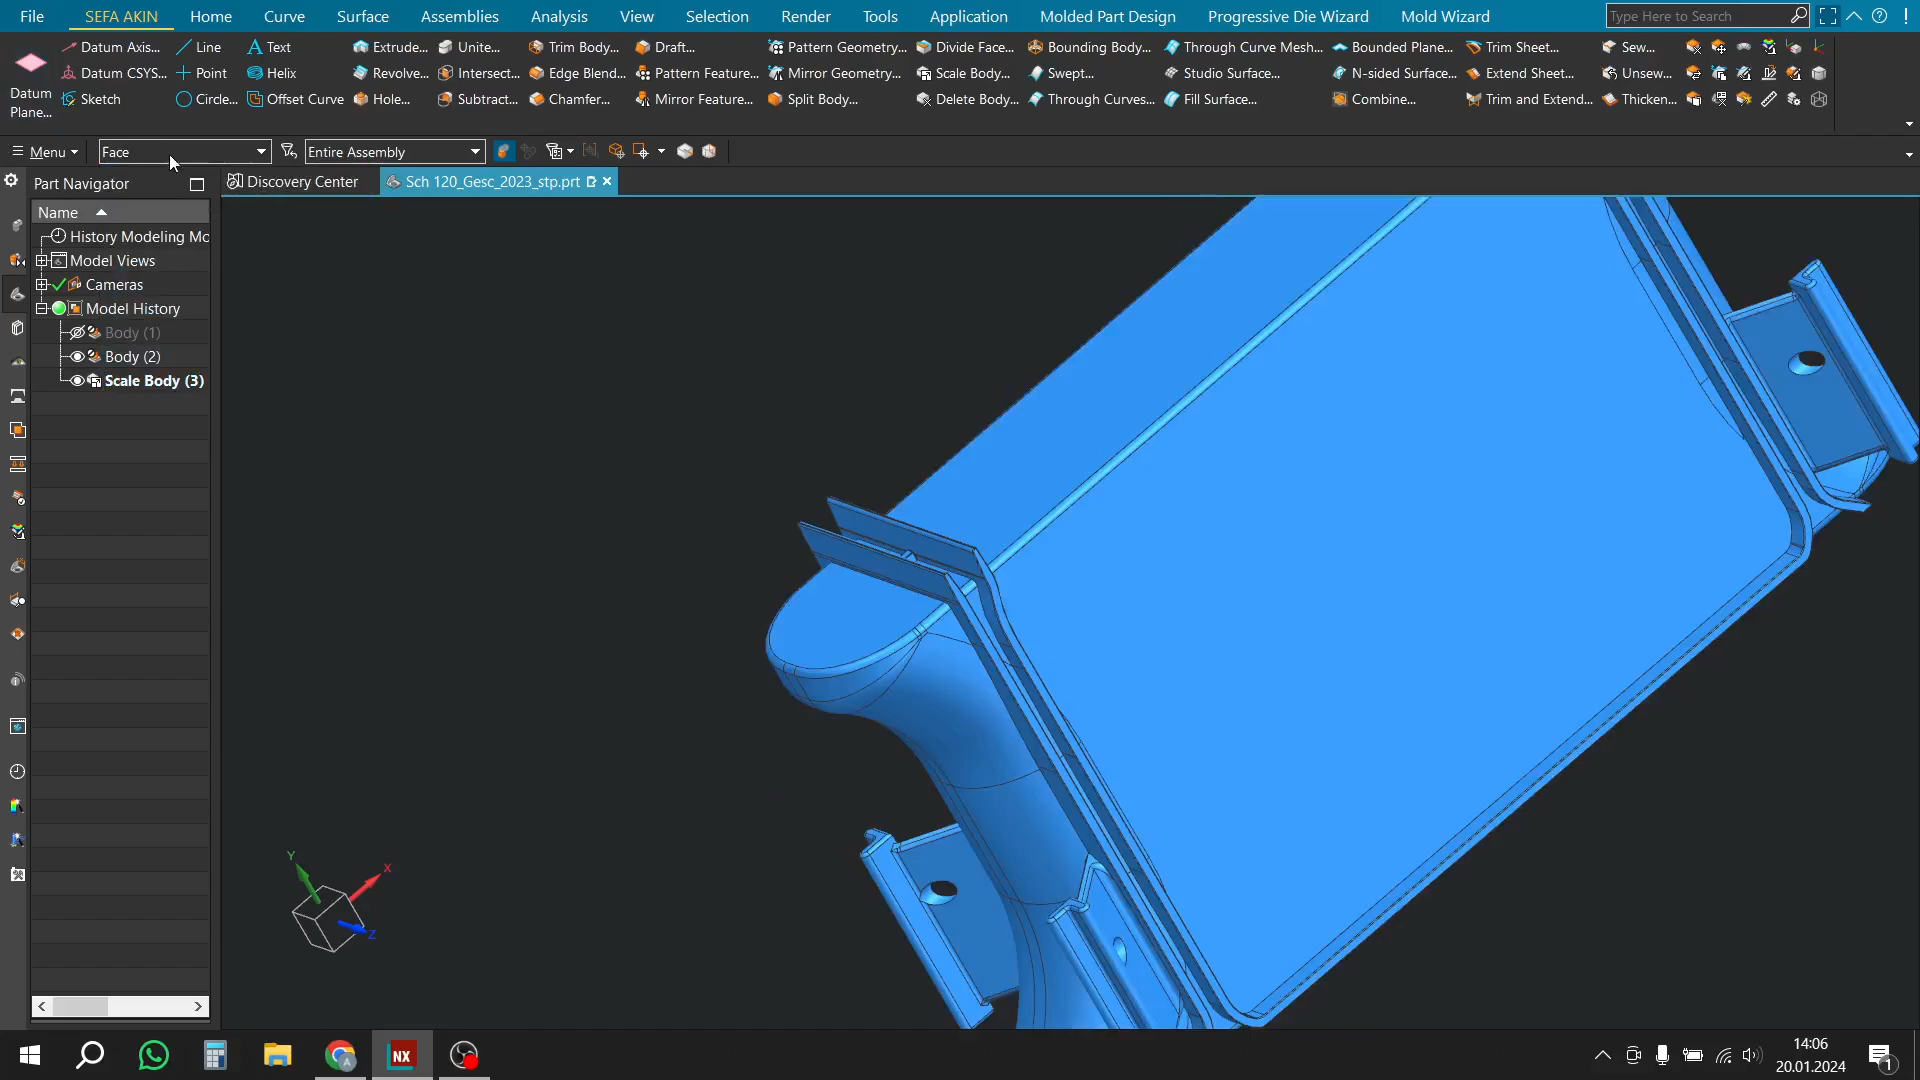 File SEFA AKIN Home Curve Surface Assemblies Analysis View Selection Render Tools Application Molded Part Design Progressive Die Wizard Mold Wizard Type Here to Search
Datum Plane...
Datum Axis... Line Text Extrude... Unite... Trim Body... Draft... Pattern Geometry... Divide Face... Bounding Body... Through Curve Mesh... Bounded Plane... Trim Sheet... Sew...
Datum CSYS... Point Helix Revolve... Intersect... Edge Blend... Pattern Feature... Mirror Geometry... Scale Body... Swept... Studio Surface... N-sided Surface... Extend Sheet... Unsew...
Sketch Circle... Offset Curve Hole... Subtract... Chamfer... Mirror Feature... Split Body... Delete Body... Through Curves... Fill Surface... Combine... Trim and Extend... Thicken...
Menu Face Entire Assembly
Part Navigator Discovery Center Sch 120_Gesc_2023_stp.prt
Name
History Modeling Mo
Model Views
Cameras
Model History
Body (1)
Body (2)
Scale Body (3)
Y X
Z
NX
A
14:06
20.01.2024
1